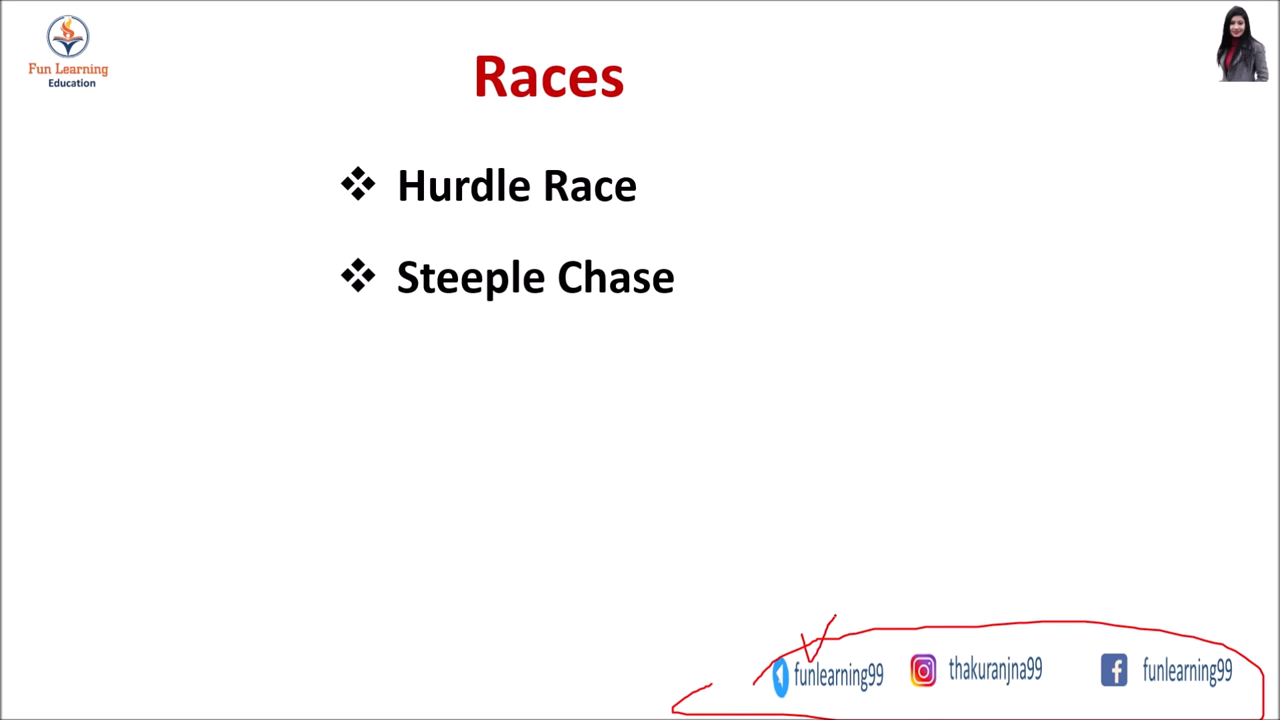 Fun Learning
Education
Races
❖ Hurdle Race
❖ Steeple Chase
funlearning99
thakuranjna99
funlearning99